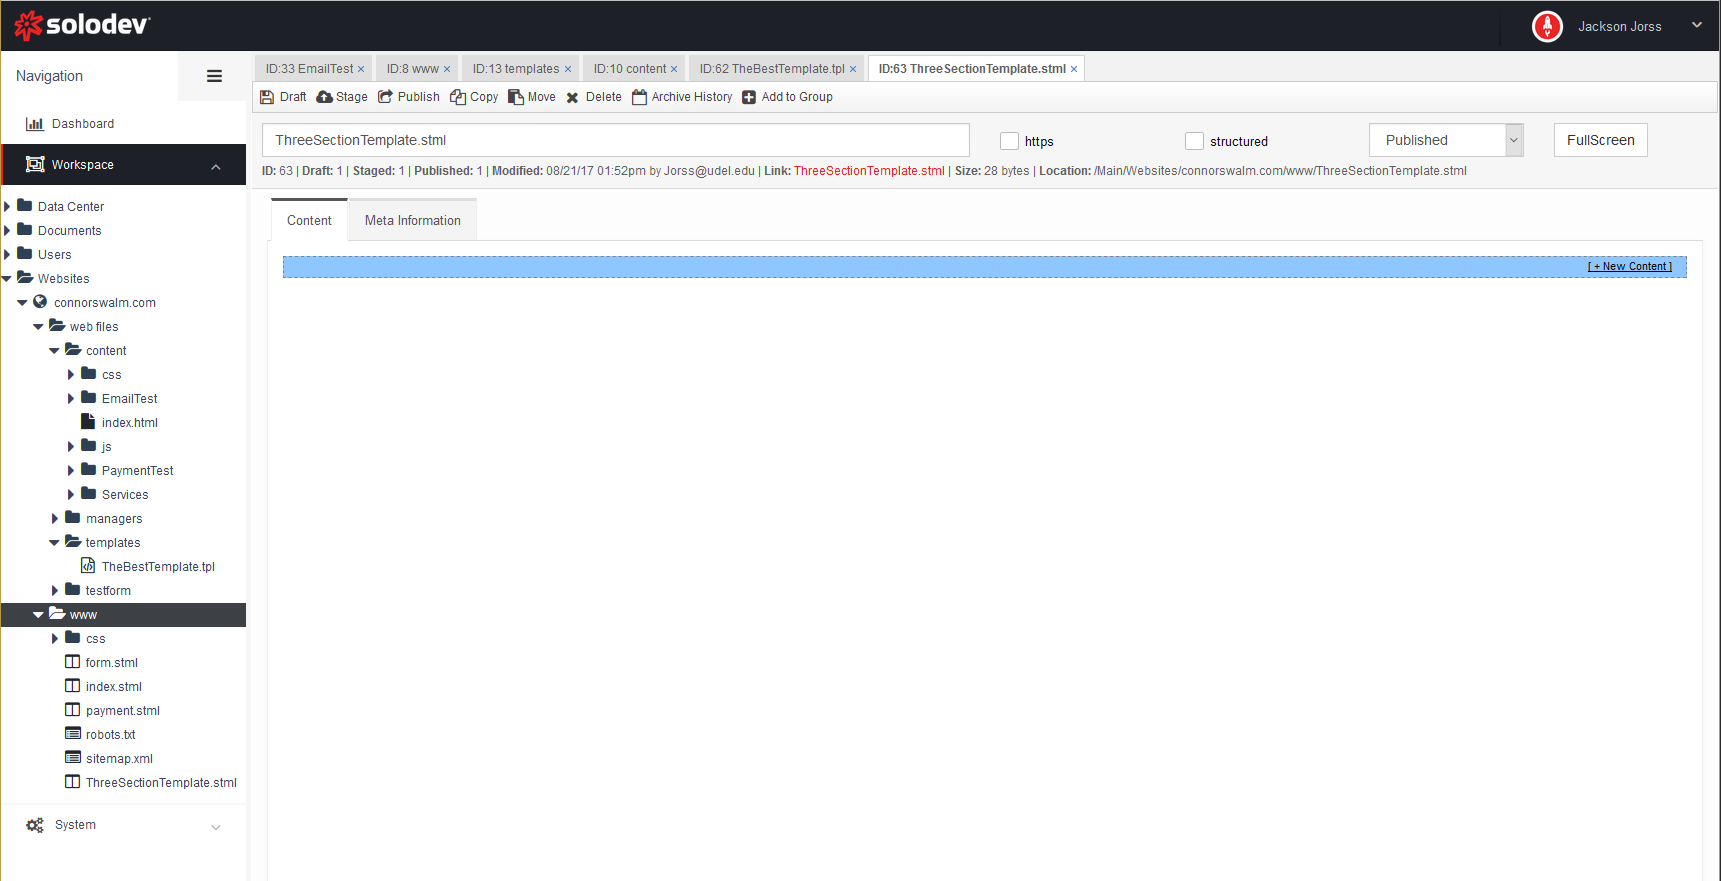 solodev
Jackson Jorss
Navigation
ID:33 EmailTest ×
ID:8 www ×
ID:13 templates ×
ID:10 content ×
ID:62 TheBestTemplate.tpl ×
ID:63 ThreeSectionTemplate.stml ×
Draft Stage Publish Copy Move Delete Archive History Add to Group
ThreeSectionTemplate.stml
https
structured
Published
FullScreen
ID: 63 | Draft: 1 | Staged: 1 | Published: 1 | Modified: 08/21/17 01:52pm by Jorss@udel.edu | Link: ThreeSectionTemplate.stml | Size: 28 bytes | Location: /Main/Websites/connorswalm.com/www/ThreeSectionTemplate.stml
Content
Meta Information
[ + New Content ]
Dashboard
Workspace
Data Center
Documents
Users
Websites
connorswalm.com
web files
content
css
EmailTest
index.html
js
PaymentTest
Services
managers
templates
TheBestTemplate.tpl
testform
www
css
form.stml
index.stml
payment.stml
robots.txt
sitemap.xml
ThreeSectionTemplate.stml
System